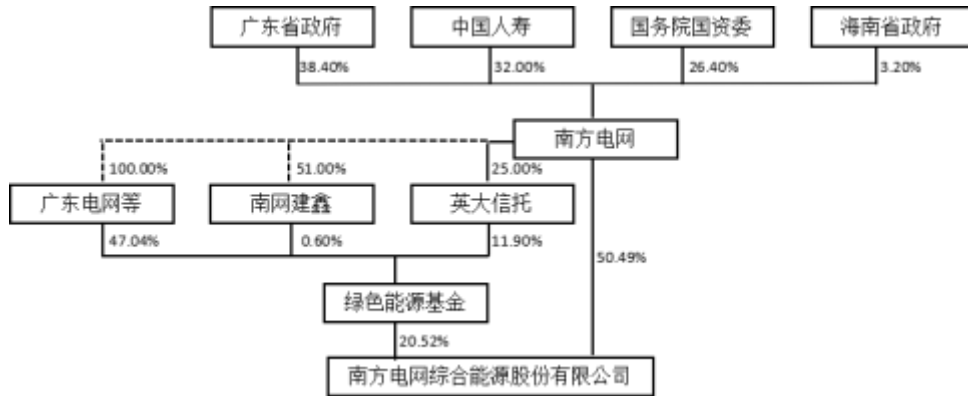 广东省政府
中国人寿
国务院国资委
海南省政府
38.40%
32.00%
26.40%
3.20%
南方电网
100.00%
51.00%
25.00%
广东电网等
南网建鑫
英大信托
47.04%
0.60%
11.90%
50.49%
绿色能源基金
20.52%
南方电网综合能源股份有限公司